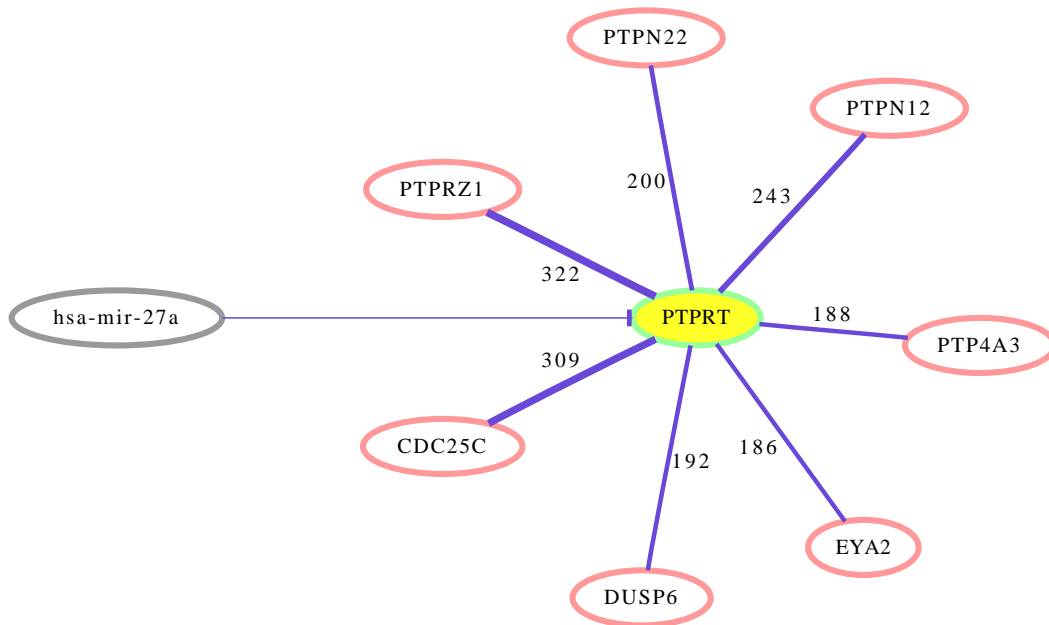 PTPN22
PTPN12
200
PTPRZ1
243
322
hsa-mir-27a
PTPRT
188
PTP4A3
309
CDC25C
192
186
EYA2
DUSP6